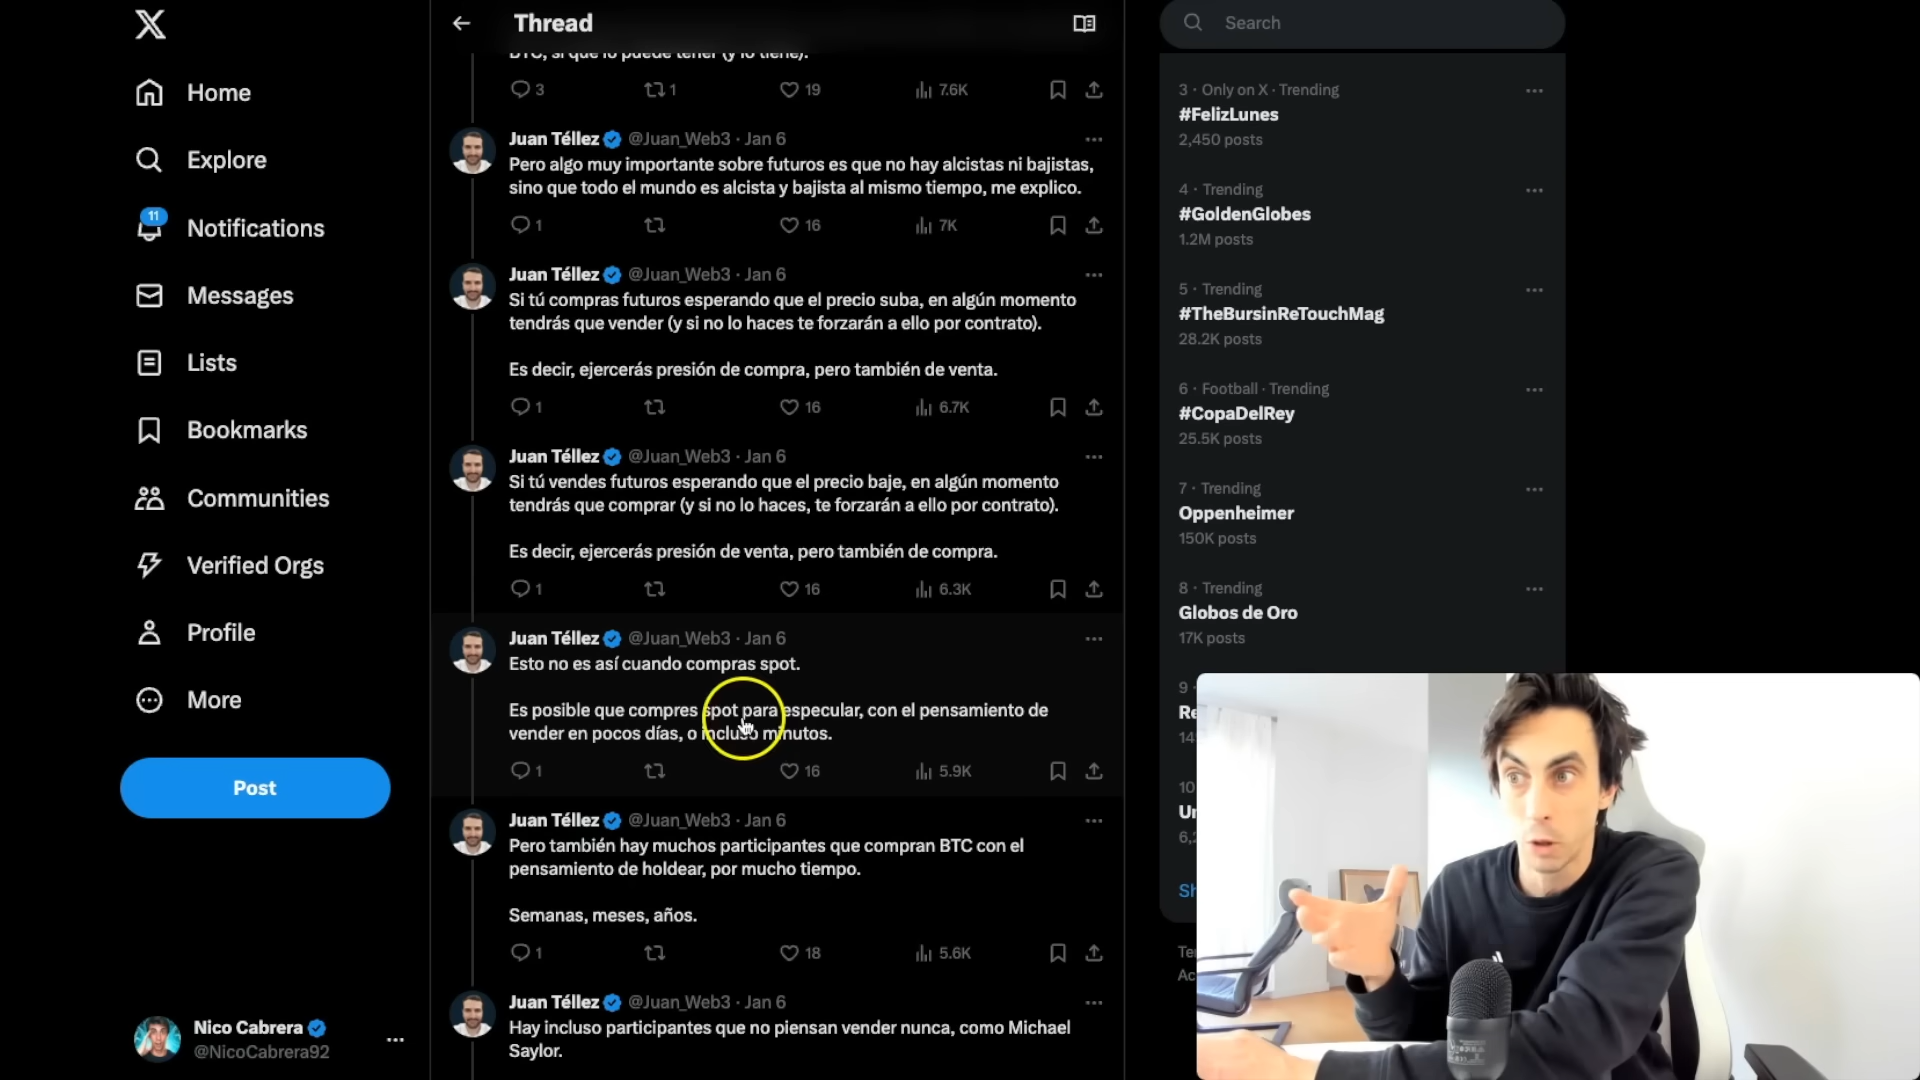 Home
Explore
11
Notifications
Messages
Lists
Bookmarks
Communities
Verified Orgs
Profile
More
Post
Nico Cabrera
@NicoCabrera92
Thread
BTC, sí que lo puede tener (y lo tiene).
3 1 19 7.6K
Juan Téllez @Juan_Web3 · Jan 6
Pero algo muy importante sobre futuros es que no hay alcistas ni bajistas,
sino que todo el mundo es alcista y bajista al mismo tiempo, me explico.
1 16 7K
Juan Téllez @Juan_Web3 · Jan 6
Si tú compras futuros esperando que el precio suba, en algún momento
tendrás que vender (y si no lo haces te forzarán a ello por contrato).
Es decir, ejercerás presión de compra, pero también de venta.
1 16 6.7K
Juan Téllez @Juan_Web3 · Jan 6
Si tú vendes futuros esperando que el precio baje, en algún momento
tendrás que comprar (y si no lo haces, te forzarán a ello por contrato).
Es decir, ejercerás presión de venta, pero también de compra.
1 16 6.3K
Juan Téllez @Juan_Web3 · Jan 6
Esto no es así cuando compras spot.
Es posible que compres spot para especular, con el pensamiento de
vender en pocos días, o incluso minutos.
1 16 5.9K
Juan Téllez @Juan_Web3 · Jan 6
Pero también hay muchos participantes que compran BTC con el
pensamiento de holdear, por mucho tiempo.
Semanas, meses, años.
1 18 5.6K
Juan Téllez @Juan_Web3 · Jan 6
Hay incluso participantes que no piensan vender nunca, como Michael
Saylor.
Search
3 · Only on X · Trending
#FelizLunes
2,450 posts
4 · Trending
#GoldenGlobes
1.2M posts
5 · Trending
#TheBursinReTouchMag
28.2K posts
6 · Football · Trending
#CopaDelRey
25.5K posts
7 · Trending
Oppenheimer
150K posts
8 · Trending
Globos de Oro
17K posts
9 ·
10